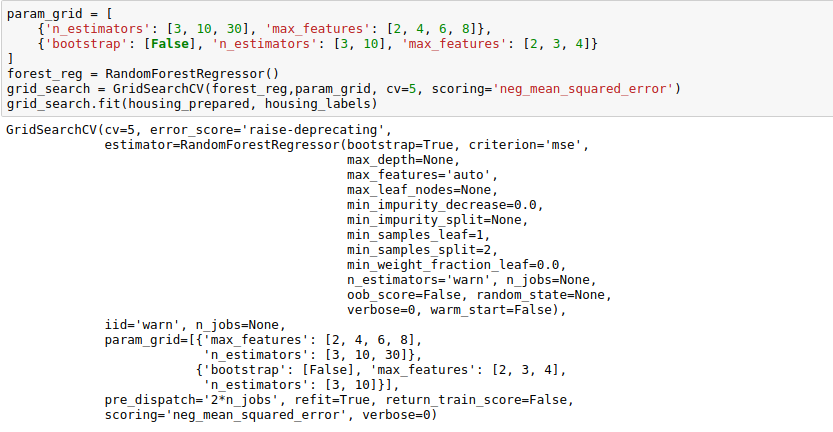 param_grid = [
    {'n_estimators': [3, 10, 30], 'max_features': [2, 4, 6, 8]},
    {'bootstrap': [False], 'n_estimators': [3, 10], 'max_features': [2, 3, 4]}
]
forest_reg = RandomForestRegressor()
grid_search = GridSearchCV(forest_reg,param_grid, cv=5, scoring='neg_mean_squared_error')
grid_search.fit(housing_prepared, housing_labels)
GridSearchCV(cv=5, error_score='raise-deprecating',
             estimator=RandomForestRegressor(bootstrap=True, criterion='mse',
                                             max_depth=None,
                                             max_features='auto',
                                             max_leaf_nodes=None,
                                             min_impurity_decrease=0.0,
                                             min_impurity_split=None,
                                             min_samples_leaf=1,
                                             min_samples_split=2,
                                             min_weight_fraction_leaf=0.0,
                                             n_estimators='warn', n_jobs=None,
                                             oob_score=False, random_state=None,
                                             verbose=0, warm_start=False),
             iid='warn', n_jobs=None,
             param_grid=[{'max_features': [2, 4, 6, 8],
                          'n_estimators': [3, 10, 30]},
                         {'bootstrap': [False], 'max_features': [2, 3, 4],
                          'n_estimators': [3, 10]}],
             pre_dispatch='2*n_jobs', refit=True, return_train_score=False,
             scoring='neg_mean_squared_error', verbose=0)